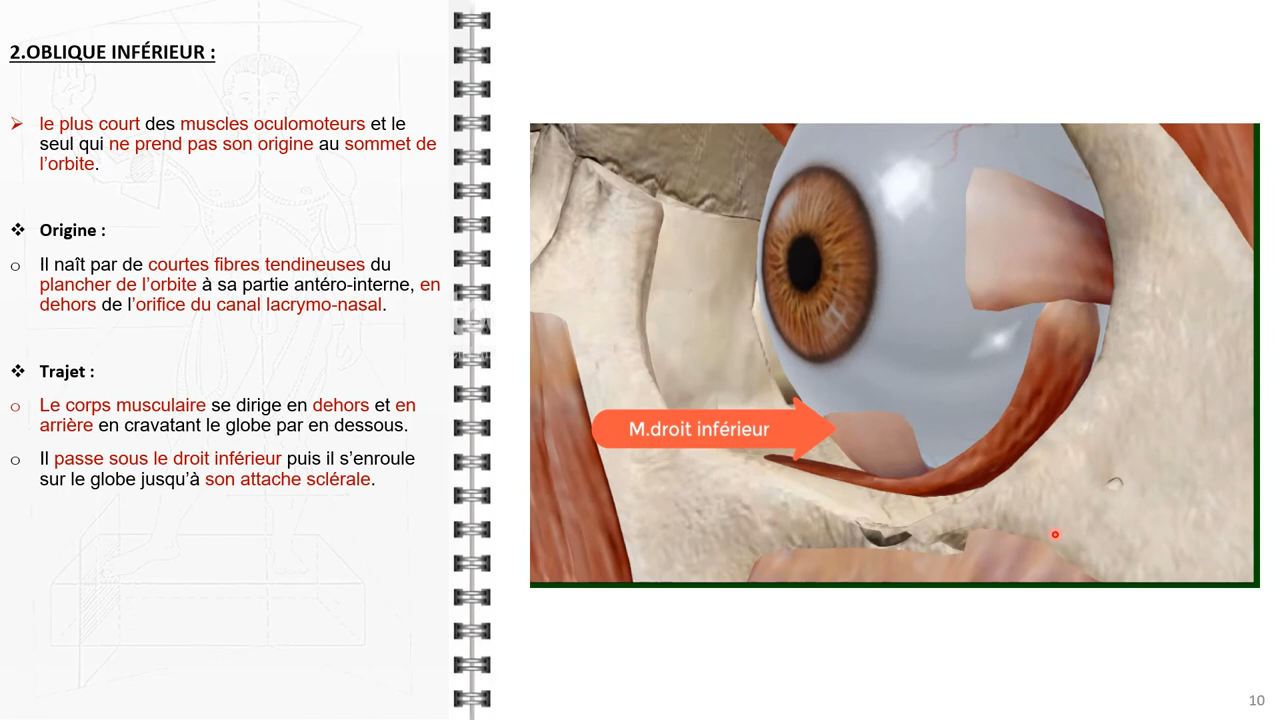 2.OBLIQUE INFÉRIEUR :
➢ le plus court des muscles oculomoteurs et le
seul qui ne prend pas son origine au sommet de
l’orbite.
❖ Origine :
o Il naît par de courtes fibres tendineuses du
plancher de l’orbite à sa partie antéro-interne, en
dehors de l’orifice du canal lacrymo-nasal.
❖ Trajet :
o Le corps musculaire se dirige en dehors et en
arrière en cravatant le globe par en dessous.
o Il passe sous le droit inférieur puis il s’enroule
sur le globe jusqu’à son attache sclérale.
M.droit inférieur
10